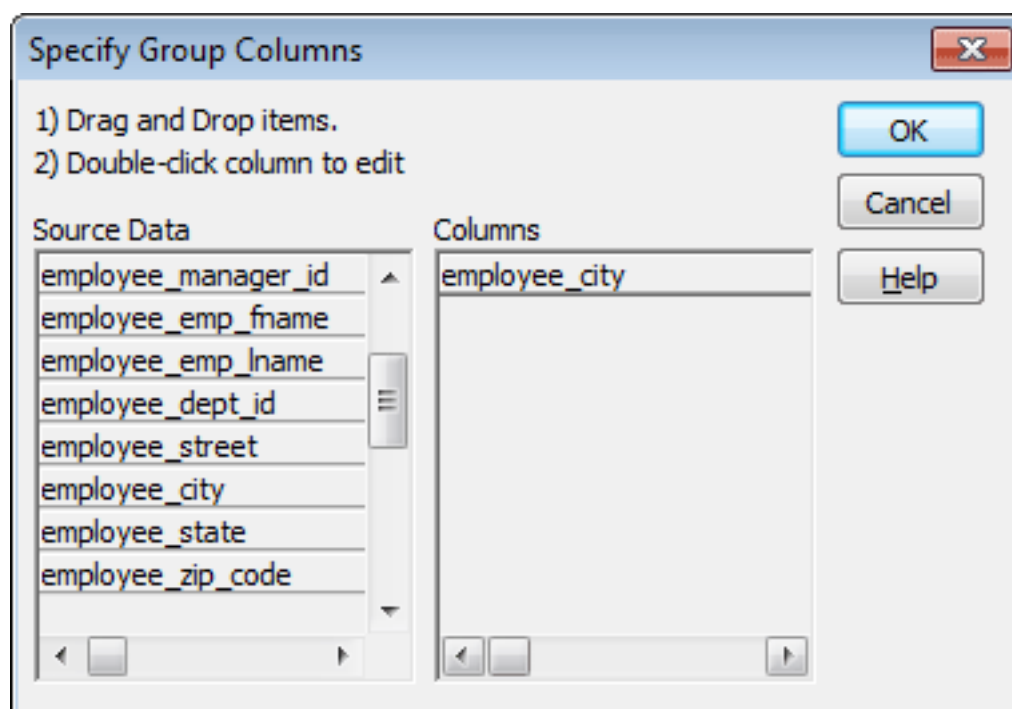 Specify Group Columns
1) Drag and Drop items.
2) Double-click column to edit
OK
Cancel
Help
Source Data
employee_manager_id
employee_emp_fname
employee_emp_lname
employee_dept_id
employee_street
employee_city
employee_state
employee_zip_code
Columns
employee_city